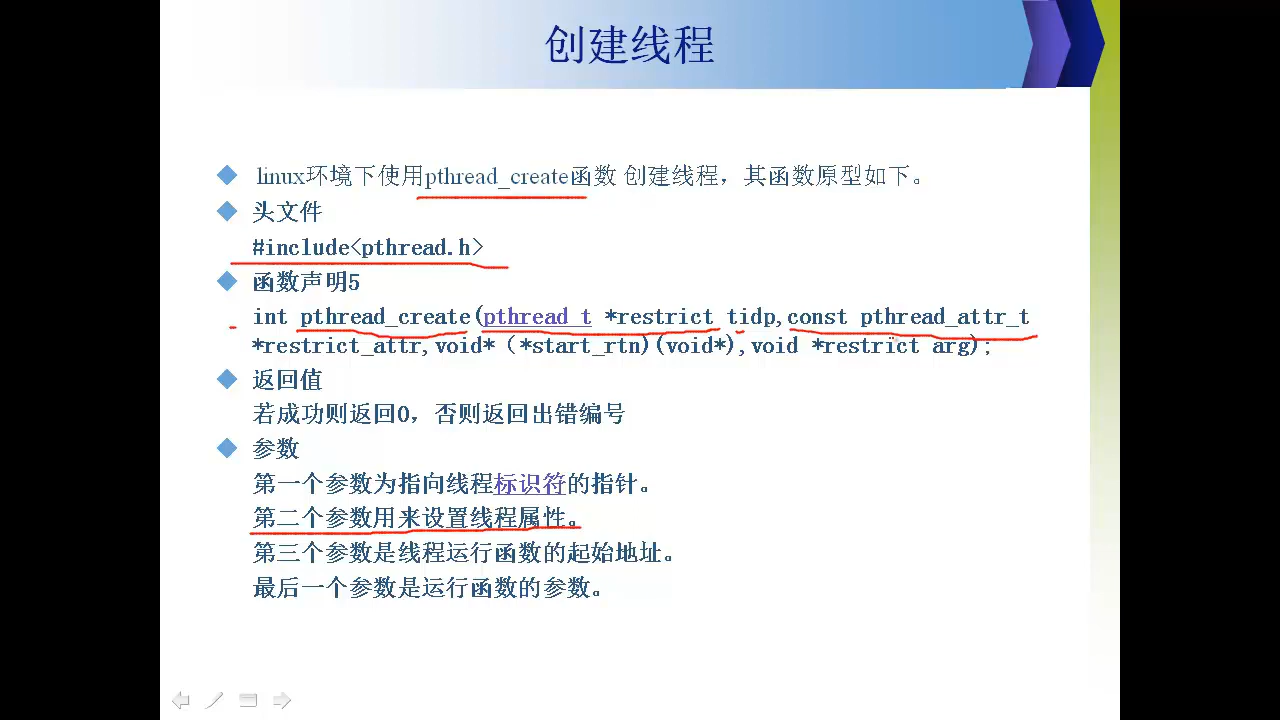 创建线程
linux环境下使用pthread_create函数 创建线程，其函数原型如下。
头文件
#include<pthread.h>
函数声明5
int pthread_create(pthread_t *restrict tidp,const pthread_attr_t
*restrict_attr,void*（*start_rtn)(void*),void *restrict arg);
返回值
若成功则返回0，否则返回出错编号
参数
第一个参数为指向线程标识符的指针。
第二个参数用来设置线程属性。
第三个参数是线程运行函数的起始地址。
最后一个参数是运行函数的参数。